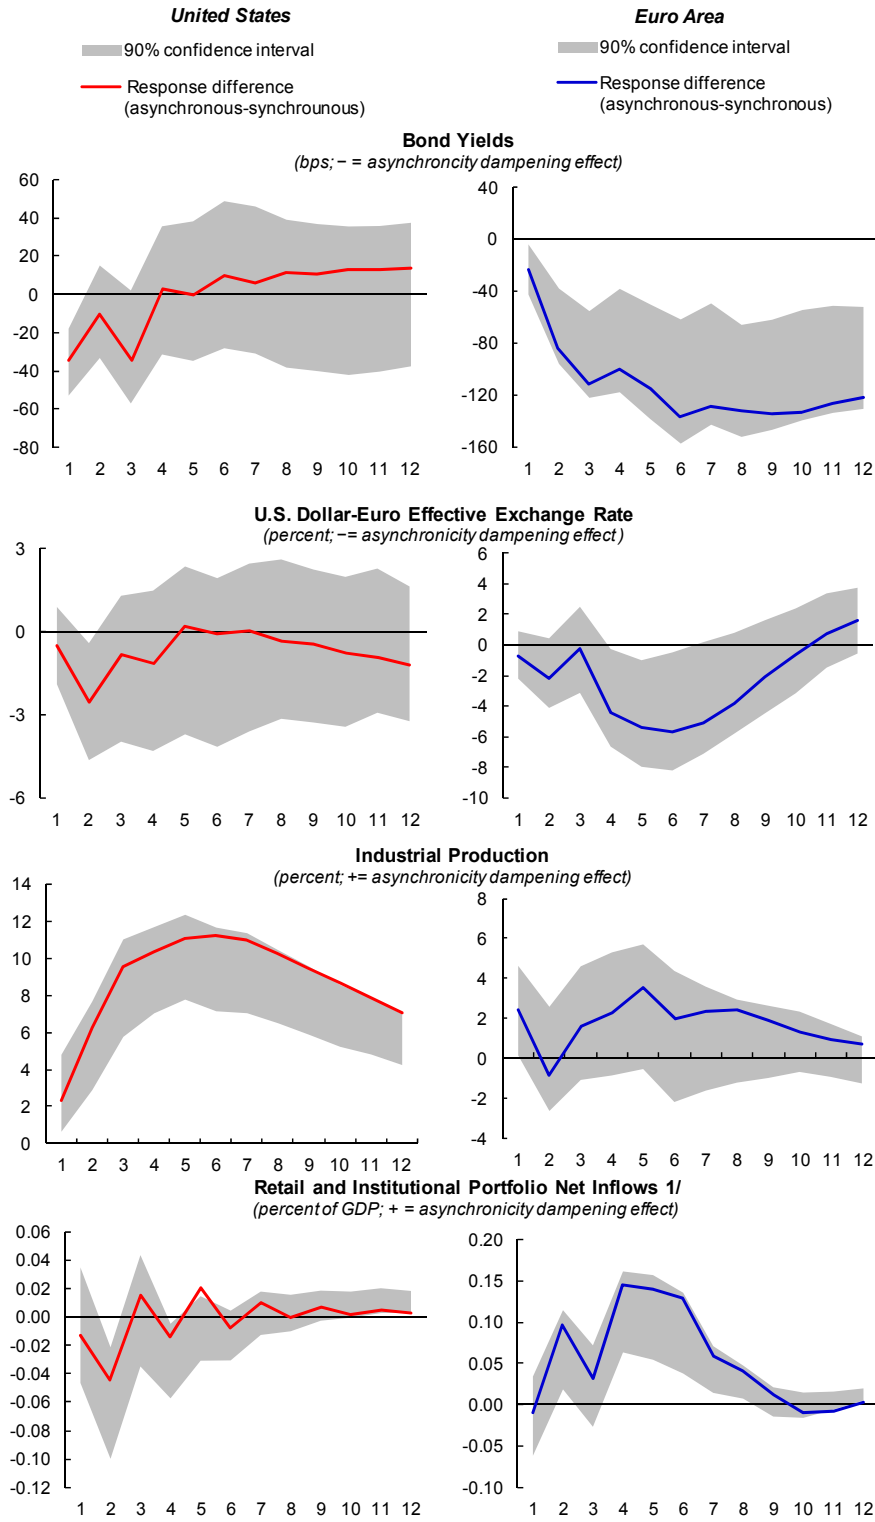 United States
Euro Area
90% confidence interval
90% confidence interval
Response difference
(asynchronous-synchrounous)
Response difference
(asynchronous-synchronous)
Bond Yields
(bps; − = asynchroncity dampening effect)
60
40
20
0
-20
-40
-60
-80
1 2 3 4 5 6 7 8 9 10 11 12
40
0
-40
-80
-120
-160
1 2 3 4 5 6 7 8 9 10 11 12
U.S. Dollar-Euro Effective Exchange Rate
(percent; −= asynchronicity dampening effect )
3
0
-3
-6
1 2 3 4 5 6 7 8 9 10 11 12
6
4
2
0
-2
-4
-6
-8
-10
1 2 3 4 5 6 7 8 9 10 11 12
Industrial Production
(percent; += asynchronicity dampening effect)
14
12
10
8
6
4
2
0
1 2 3 4 5 6 7 8 9 10 11 12
8
6
4
2
0
-2
-4
1 2 3 4 5 6 7 8 9 10 11 12
Retail and Institutional Portfolio Net Inflows 1/
(percent of GDP; + = asynchronicity dampening effect)
0.06
0.04
0.02
0.00
-0.02
-0.04
-0.06
-0.08
-0.10
-0.12
1 2 3 4 5 6 7 8 9 10 11 12
0.20
0.15
0.10
0.05
0.00
-0.05
-0.10
1 2 3 4 5 6 7 8 9 10 11 12